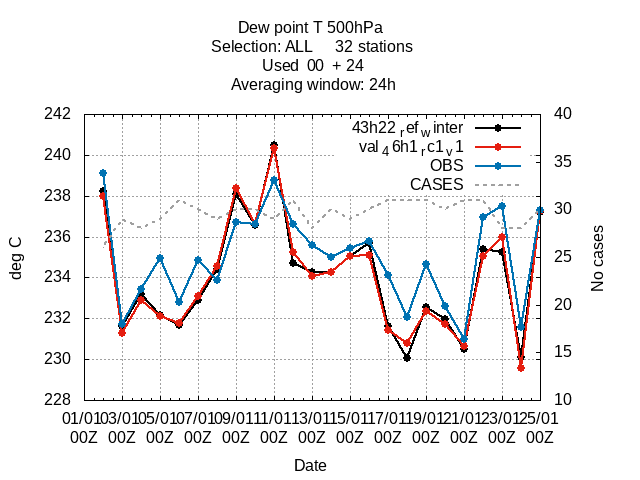 Dew point T 500hPa
Selection: ALL 32 stations
Used 00 + 24
Averaging window: 24h
43h22 refwinter
val46h1rc1v1
OBS
CASES
242
240
238
236
234
232
230
228
40
35
30
25
20
15
10
deg C
No cases
01/01 03/01 05/01 07/01 09/01 11/01 13/01 15/01 17/01 19/01 21/01 23/01 25/01
00Z 00Z 00Z 00Z 00Z 00Z 00Z 00Z 00Z 00Z 00Z 00Z 00Z
Date